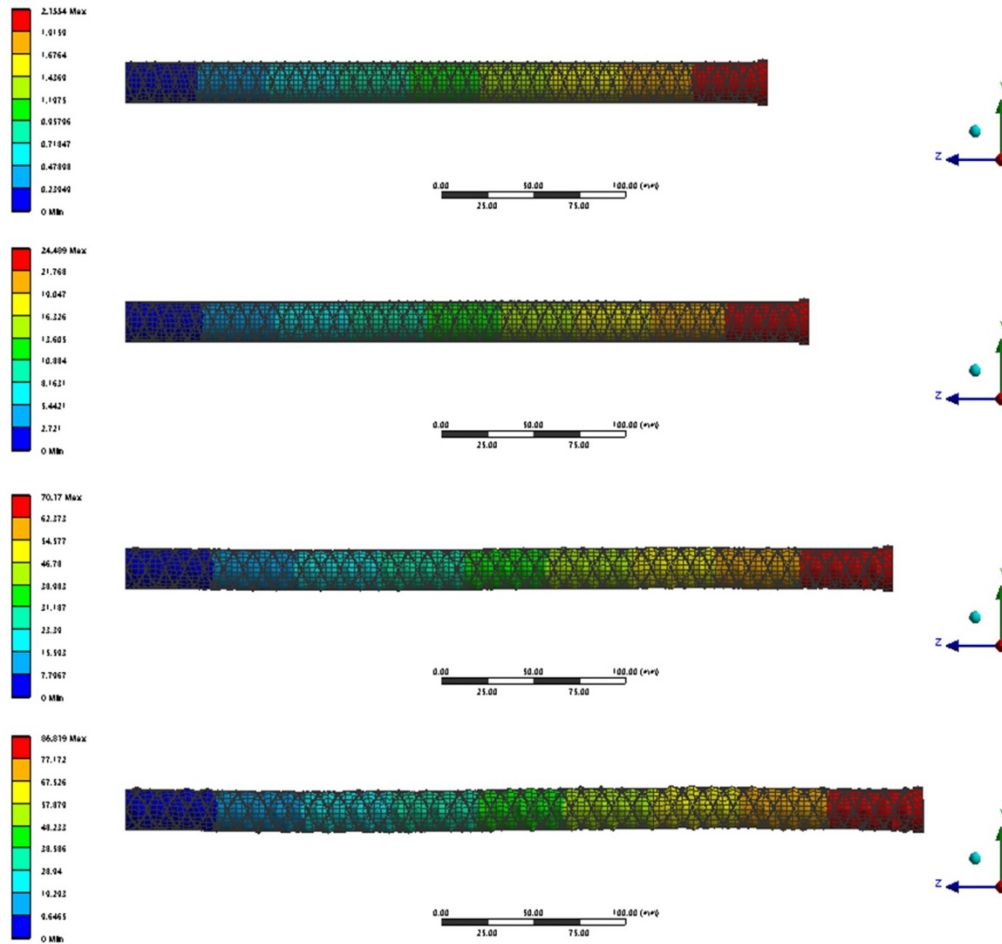 2.1554 Max
1.9159
1.6764
1.4369
1.1975
0.95796
0.71847
0.47898
0.23949
0 Min
0.00 50.00 100.00 (mm)
25.00 75.00
Y
Z
24.489 Max
21.768
19.047
16.326
13.605
10.884
8.1631
5.4421
2.721
0 Min
0.00 50.00 100.00 (mm)
25.00 75.00
Y
Z
70.17 Max
62.373
54.577
46.78
38.983
31.187
23.39
15.593
7.7967
0 Min
0.00 50.00 100.00 (mm)
25.00 75.00
Y
Z
86.819 Max
77.172
67.526
57.879
48.233
38.586
28.94
19.293
9.6465
0 Min
0.00 50.00 100.00 (mm)
25.00 75.00
Y
Z